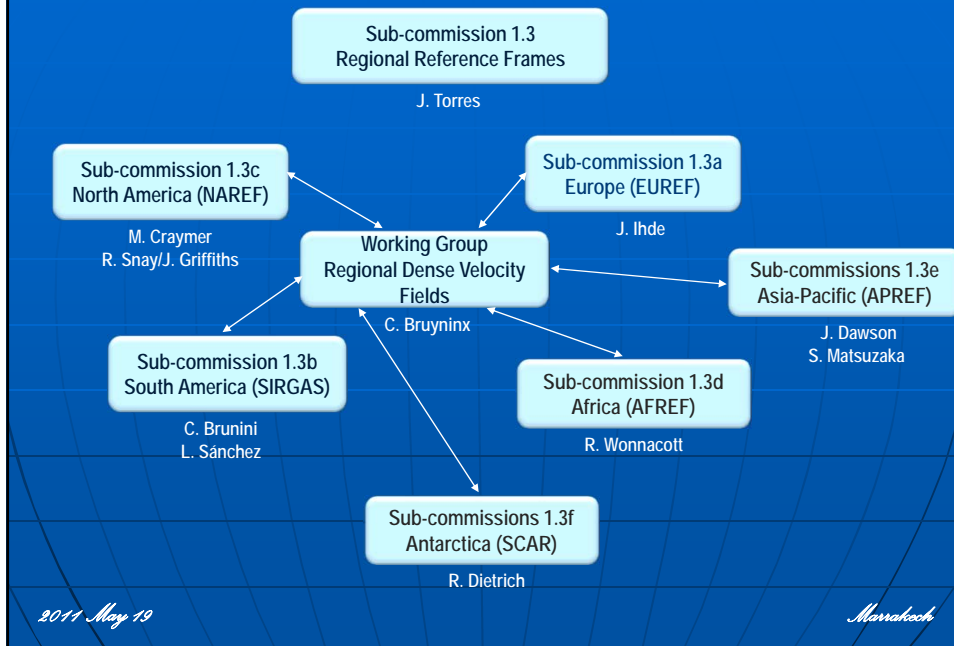 Sub-commission 1.3
Regional Reference Frames
J. Torres
Sub-commission 1.3c
North America (NAREF)
M. Craymer
R. Snay/J. Griffiths
Sub-commission 1.3a
Europe (EUREF)
J. Ihde
Working Group
Regional Dense Velocity
Fields
C. Bruyninx
Sub-commissions 1.3e
Asia-Pacific (APREF)
J. Dawson
S. Matsuzaka
Sub-commission 1.3b
South America (SIRGAS)
C. Brunini
L. Sánchez
Sub-commission 1.3d
Africa (AFREF)
R. Wonnacott
Sub-commissions 1.3f
Antarctica (SCAR)
R. Dietrich
2011 May 19
Marrakech